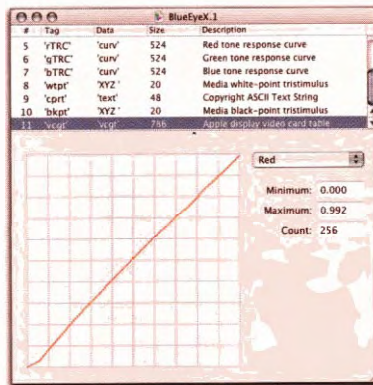 BlueEyeX.1
# Tag Data Size Description
5 'rTRC' 'curv' 524 Red tone response curve
6 'gTRC' 'curv' 524 Green tone response curve
7 'bTRC' 'curv' 524 Blue tone response curve
8 'wtpt' 'XYZ ' 20 Media white-point tristimulus
9 'cprt' 'text' 48 Copyright ASCII Text String
10 'bkpt' 'XYZ ' 20 Media black-point tristimulus
11 'vcgt' 'vcgt' 786 Apple display video card table
Red
Minimum: 0.000
Maximum: 0.992
Count: 256